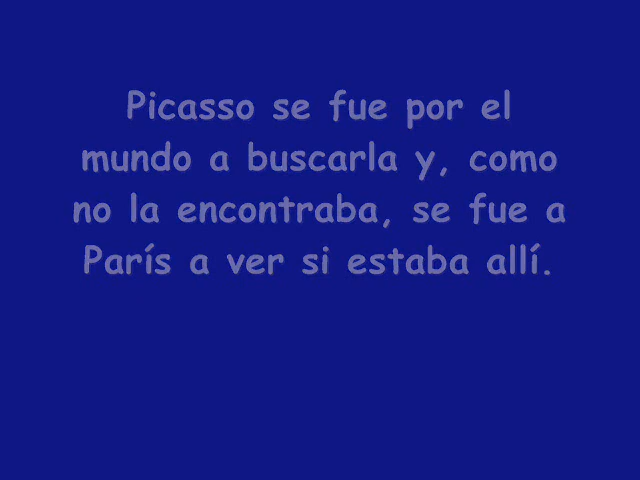 Picasso se fue por el
mundo a buscarla y, como
no la encontraba, se fue a
París a ver si estaba allí.